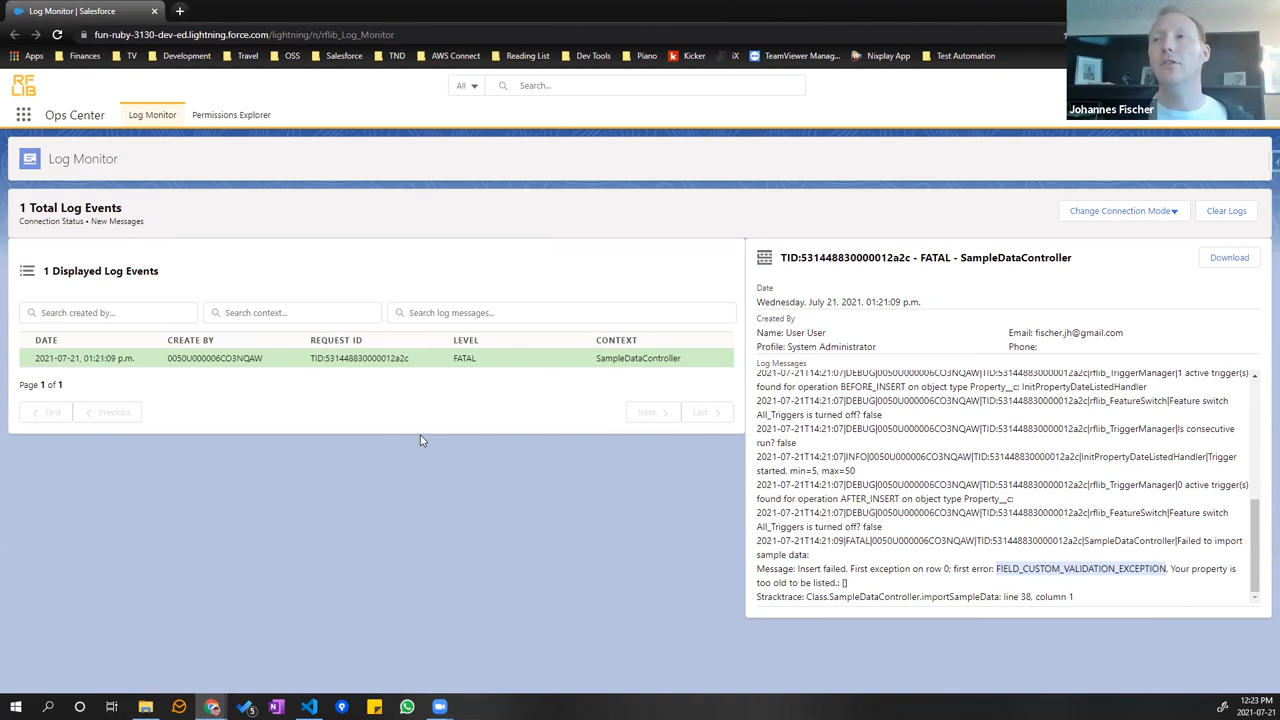 Log Monitor | Salesforce
fun-ruby-3130-dev-ed.lightning.force.com/lightning/n/rflib_Log_Monitor
Apps Finances TV Development Travel OSS Salesforce TND AWS Connect Reading List Dev Tools Piano Kicker iX TeamViewer Manag... Nixplay App Test Automation
Johannes Fischer
RF
LIB
All Search...
Ops Center Log Monitor Permissions Explorer
Log Monitor
1 Total Log Events
Connection Status • New Messages
Change Connection Mode Clear Logs
1 Displayed Log Events
Search created by... Search context... Search log messages...
DATE CREATE BY REQUEST ID LEVEL CONTEXT
2021-07-21, 01:21:09 p.m. 0050U000006CO3NQAW TID:531448830000012a2c FATAL SampleDataController
Page 1 of 1
First Previous Next Last
TID:531448830000012a2c - FATAL - SampleDataController
Download
Date
Wednesday, July 21, 2021, 01:21:09 p.m.
Created By
Name: User User Email: fischer.jh@gmail.com
Profile: System Administrator Phone:
Log Messages
2021-07-21T14:21:07|DEBUG|0050U000006CO3NQAW|TID:531448830000012a2c|rflib_TriggerManager|1 active trigger(s)
found for operation BEFORE_INSERT on object type Property__c: InitPropertyDateListedHandler
2021-07-21T14:21:07|DEBUG|0050U000006CO3NQAW|TID:531448830000012a2c|rflib_FeatureSwitch|Feature switch
All_Triggers is turned off? false
2021-07-21T14:21:07|DEBUG|0050U000006CO3NQAW|TID:531448830000012a2c|rflib_TriggerManager|Is consecutive
run? false
2021-07-21T14:21:07|INFO|0050U000006CO3NQAW|TID:531448830000012a2c|InitPropertyDateListedHandler|Trigger
started, min=5, max=50
2021-07-21T14:21:07|DEBUG|0050U000006CO3NQAW|TID:531448830000012a2c|rflib_TriggerManager|0 active trigger(s)
found for operation AFTER_INSERT on object type Property__c:
2021-07-21T14:21:07|DEBUG|0050U000006CO3NQAW|TID:531448830000012a2c|rflib_FeatureSwitch|Feature switch
All_Triggers is turned off? false
2021-07-21T14:21:09|FATAL|0050U000006CO3NQAW|TID:531448830000012a2c|SampleDataController|Failed to import
sample data:
Message: Insert failed. First exception on row 0; first error: FIELD_CUSTOM_VALIDATION_EXCEPTION, Your property is
too old to be listed.: []
Stracktrace: Class.SampleDataController.importSampleData: line 38, column 1
5
12:23 PM
2021-07-21